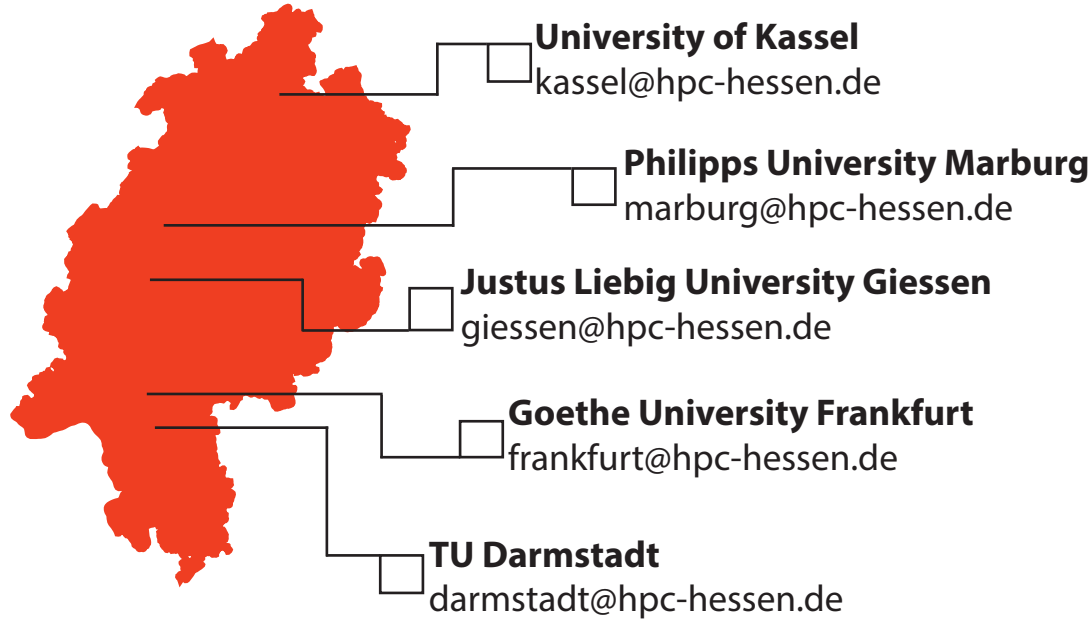 University of Kassel
kassel@hpc-hessen.de
Philipps University Marburg
marburg@hpc-hessen.de
Justus Liebig University Giessen
giessen@hpc-hessen.de
Goethe University Frankfurt
frankfurt@hpc-hessen.de
TU Darmstadt
darmstadt@hpc-hessen.de